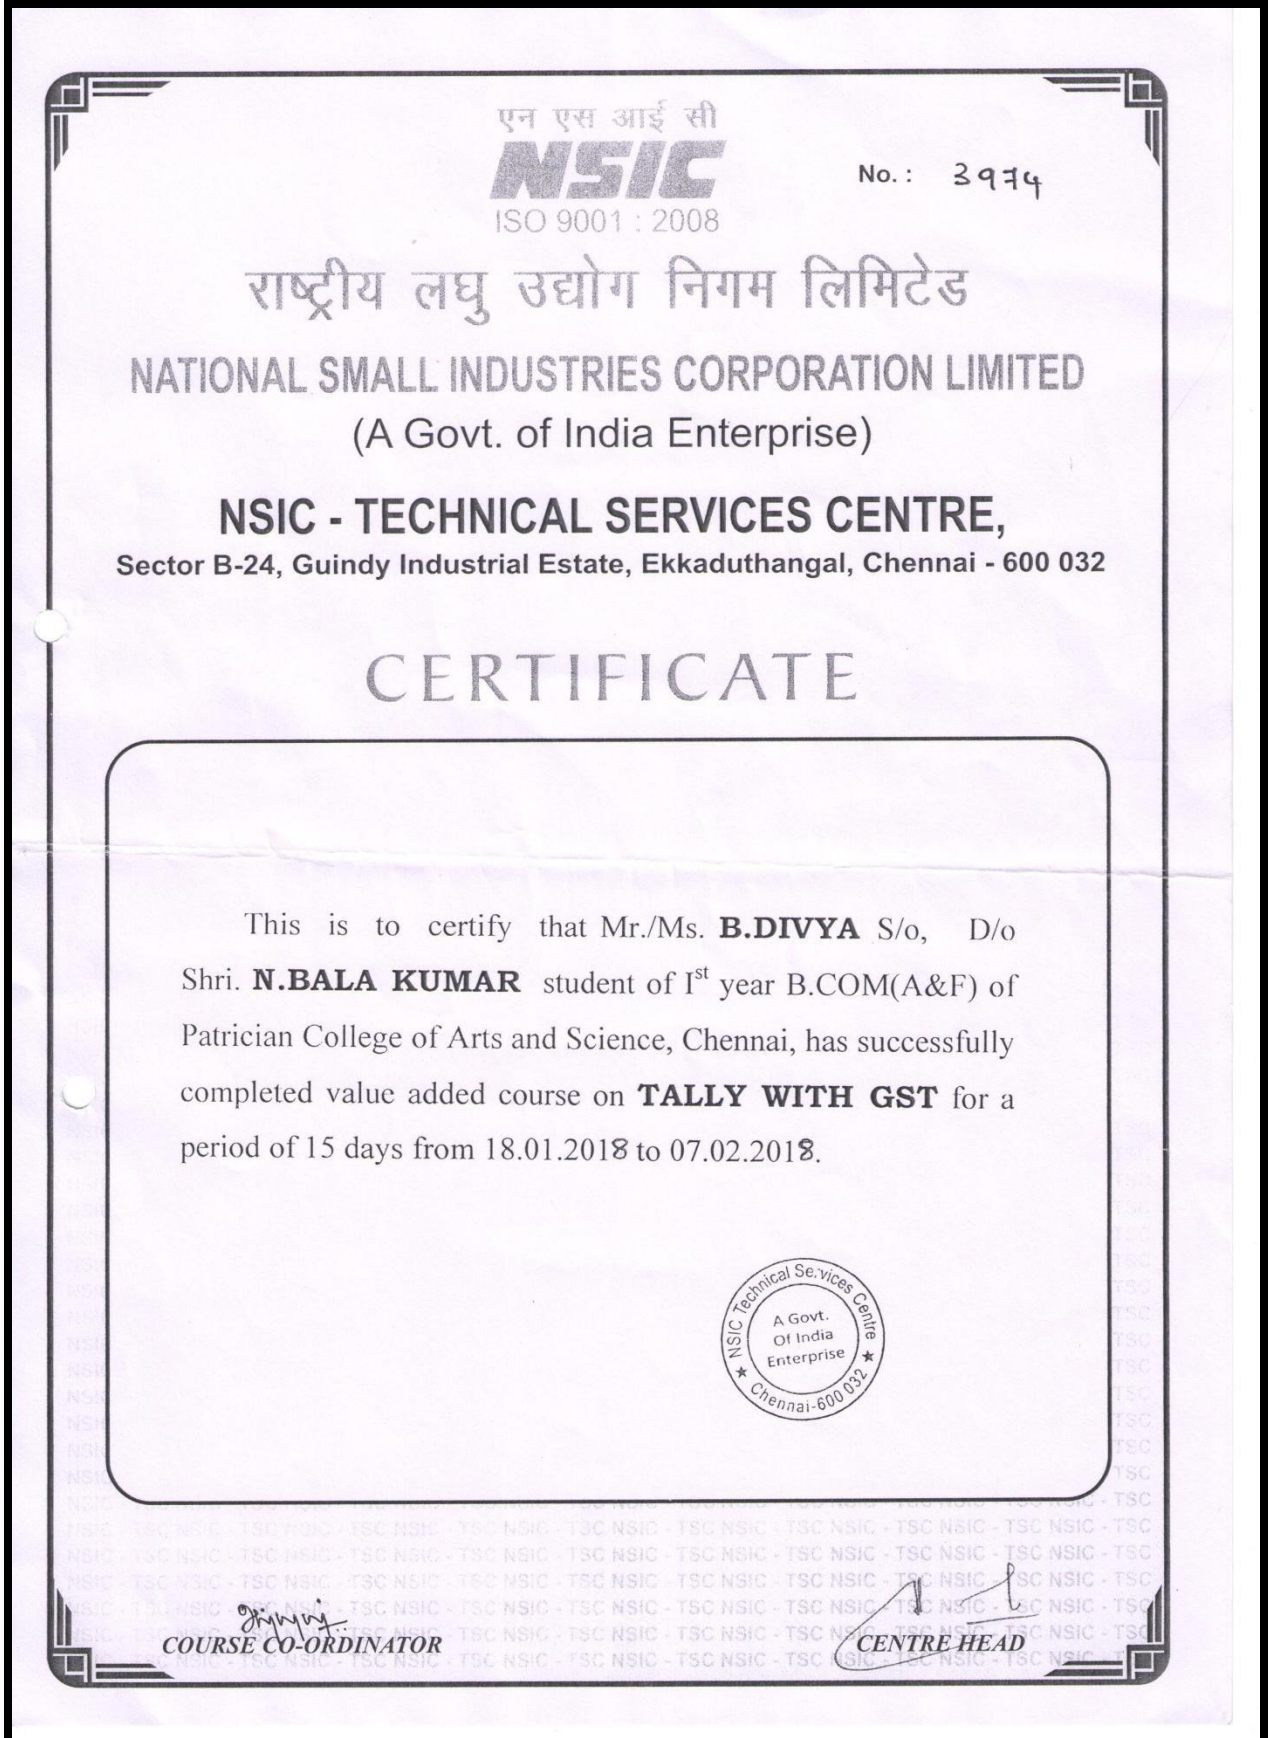 एन एस आई सी
NSIC
ISO 9001 : 2008
No. : 3974
राष्ट्रीय लघु उद्योग निगम लिमिटेड
NATIONAL SMALL INDUSTRIES CORPORATION LIMITED
(A Govt. of India Enterprise)
NSIC - TECHNICAL SERVICES CENTRE,
Sector B-24, Guindy Industrial Estate, Ekkaduthangal, Chennai - 600 032
CERTIFICATE
This is to certify that Mr./Ms. B.DIVYA S/o, D/o
Shri. N.BALA KUMAR student of Ist year B.COM(A&F) of
Patrician College of Arts and Science, Chennai, has successfully
completed value added course on TALLY WITH GST for a
period of 15 days from 18.01.2018 to 07.02.2018.
NSIC Technical Services Centre
A Govt.
Of India
Enterprise
Chennai-600 032
COURSE CO-ORDINATOR
CENTRE HEAD